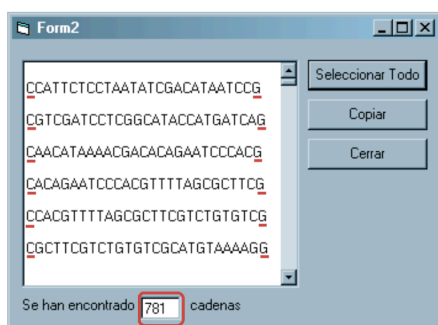 Form2
CCATTCTCCTAATATCGACATAATCCG
CGTCGATCCTCGGCATACCATGATCAG
CAACATAAAACGACACAGAATCCCACG
CACAGAATCCCACGTTTTAGCGCTTCG
CCACGTTTTAGCGCTTCGTCTGTGTCG
CGCTTCGTCTGTGTCGCATGTAAAAGG
Seleccionar Todo
Copiar
Cerrar
Se han encontrado 781 cadenas